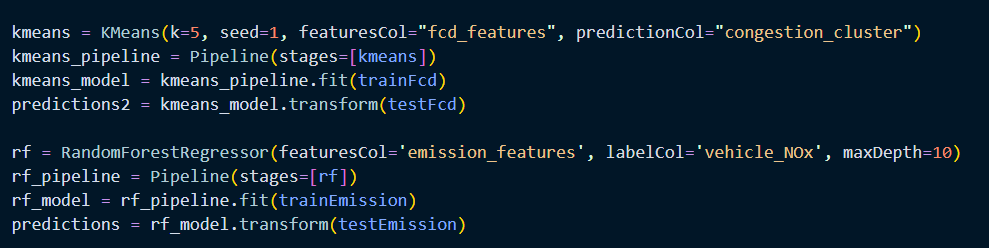 kmeans = KMeans(k=5, seed=1, featuresCol="fcd_features", predictionCol="congestion_cluster")
kmeans_pipeline = Pipeline(stages=[kmeans])
kmeans_model = kmeans_pipeline.fit(trainFcd)
predictions2 = kmeans_model.transform(testFcd)
rf = RandomForestRegressor(featuresCol='emission_features', labelCol='vehicle_NOx', maxDepth=10)
rf_pipeline = Pipeline(stages=[rf])
rf_model = rf_pipeline.fit(trainEmission)
predictions = rf_model.transform(testEmission)